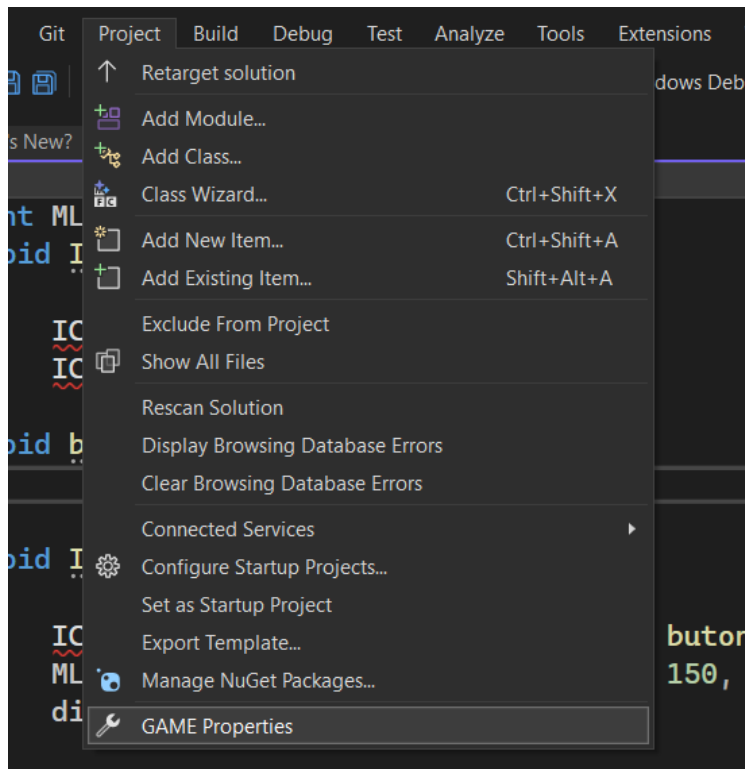 Git Project Build Debug Test Analyze Tools Extensions
Retarget solution
dows Deb
Add Module...
's New?
Add Class...
Class Wizard... Ctrl+Shift+X
nt ML
Add New Item... Ctrl+Shift+A
oid I
Add Existing Item... Shift+Alt+A
Exclude From Project
IC
Show All Files
IC
Rescan Solution
Display Browsing Database Errors
oid b
Clear Browsing Database Errors
Connected Services
oid I
Configure Startup Projects...
Set as Startup Project
Export Template...
IC butor
Manage NuGet Packages...
ML 150,
di
GAME Properties